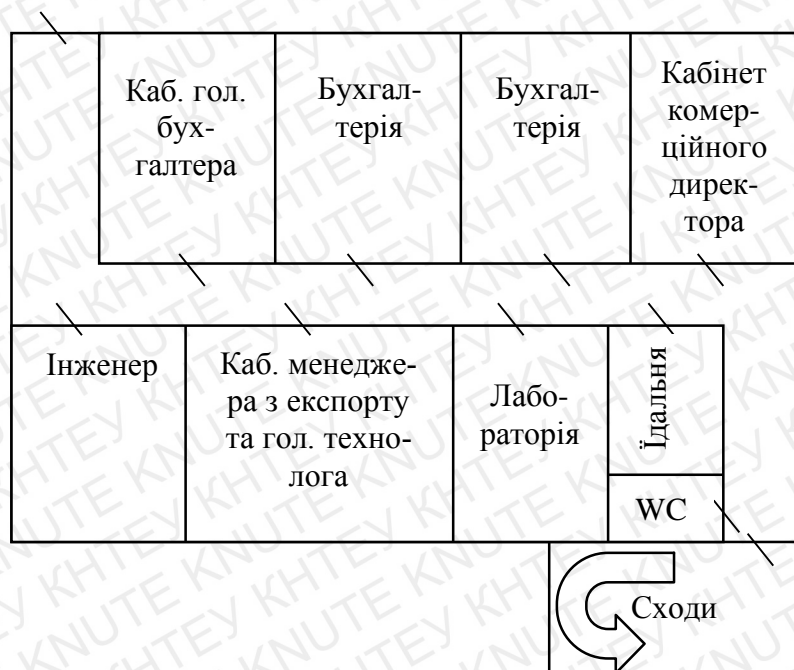 Каб. гол.
бух-
галтера
Бухгал-
терія
Бухгал-
терія
Кабінет
комер-
ційного
дирек-
тора
Інженер
Каб. менедже-
ра з експорту
та гол. техно-
лога
Лабо-
раторія
Їдальня
WC
Сходи